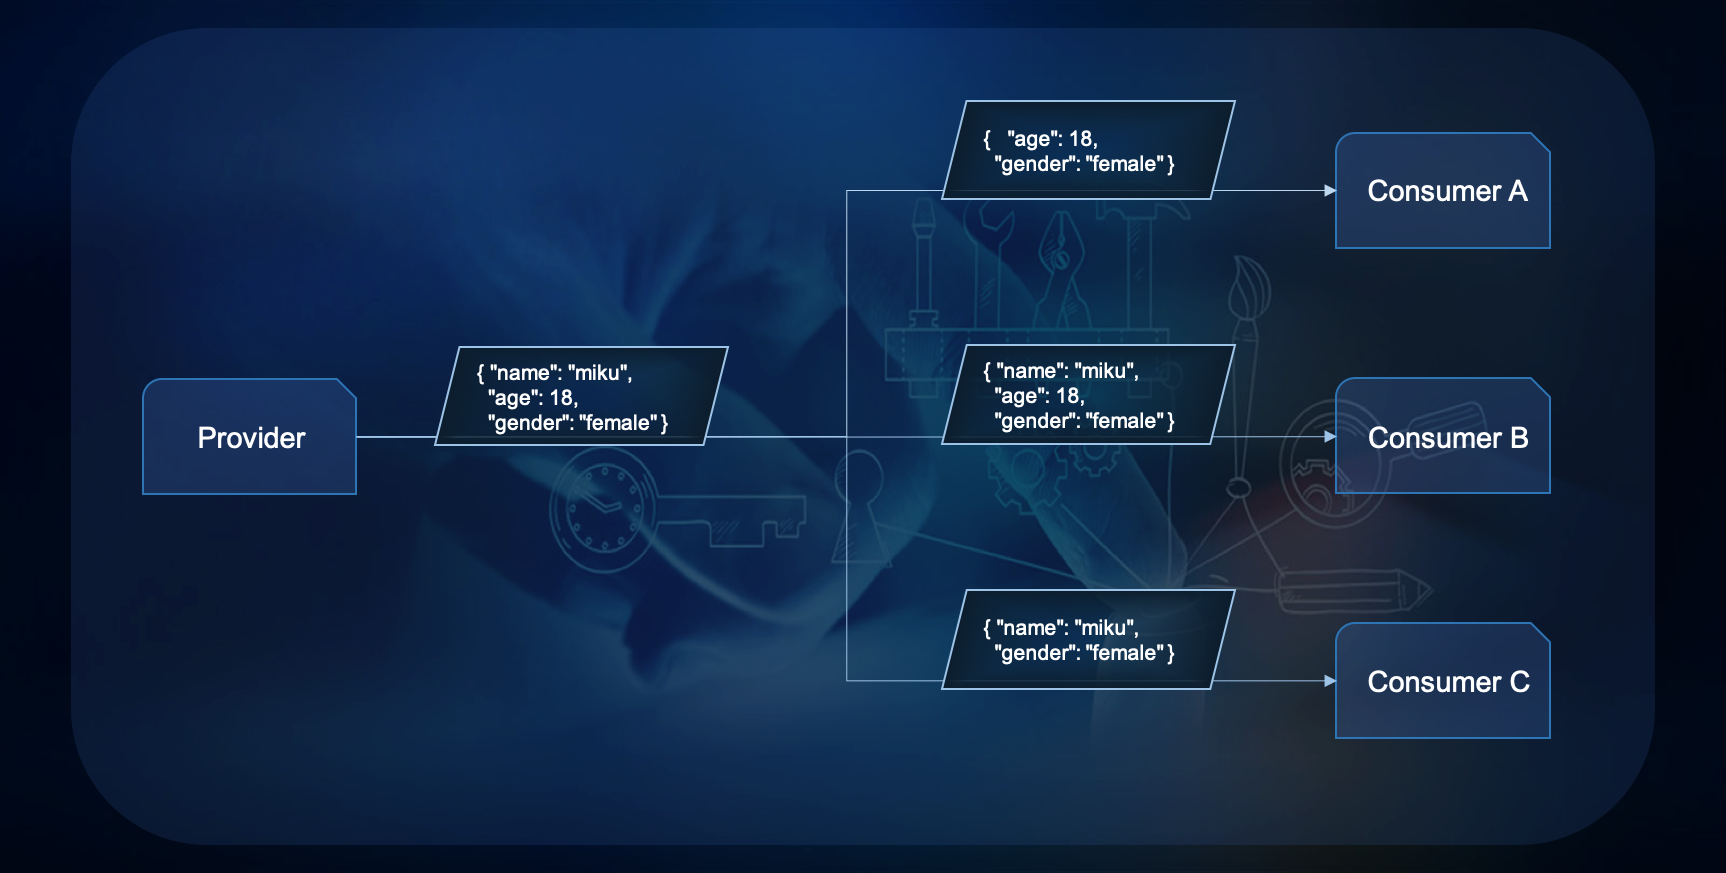 {   "age": 18,
"gender": "female" }
Consumer A
{ "name": "miku",
"age": 18,
"gender": "female" }
Provider
{ "name": "miku",
"age": 18,
"gender": "female" }
Consumer B
{ "name": "miku",
"gender": "female" }
Consumer C